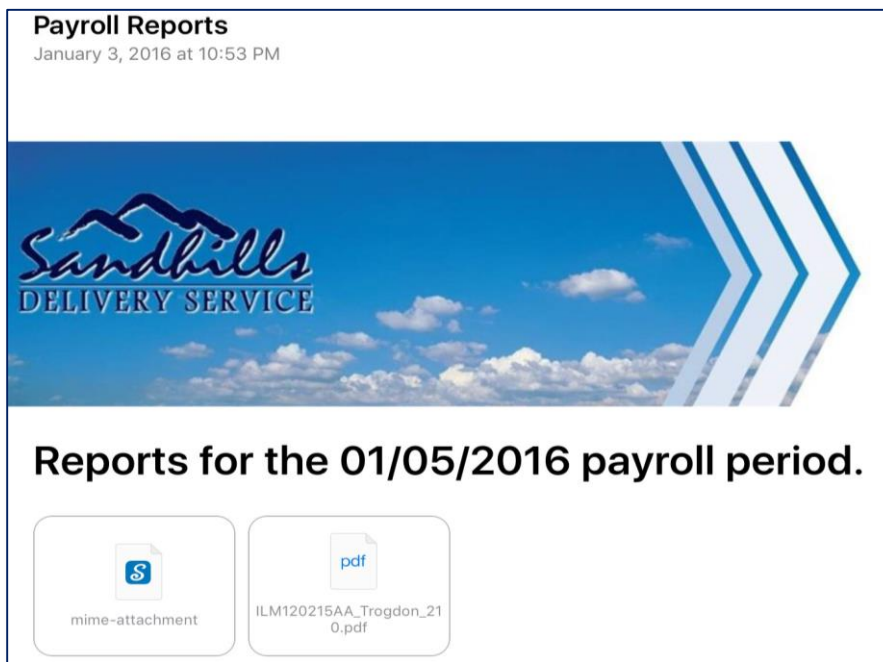 Payroll Reports
January 3, 2016 at 10:53 PM
Sandhills
DELIVERY SERVICE
Reports for the 01/05/2016 payroll period.
S
mime-attachment
pdf
ILM120215AA_Trogdon_21
0.pdf